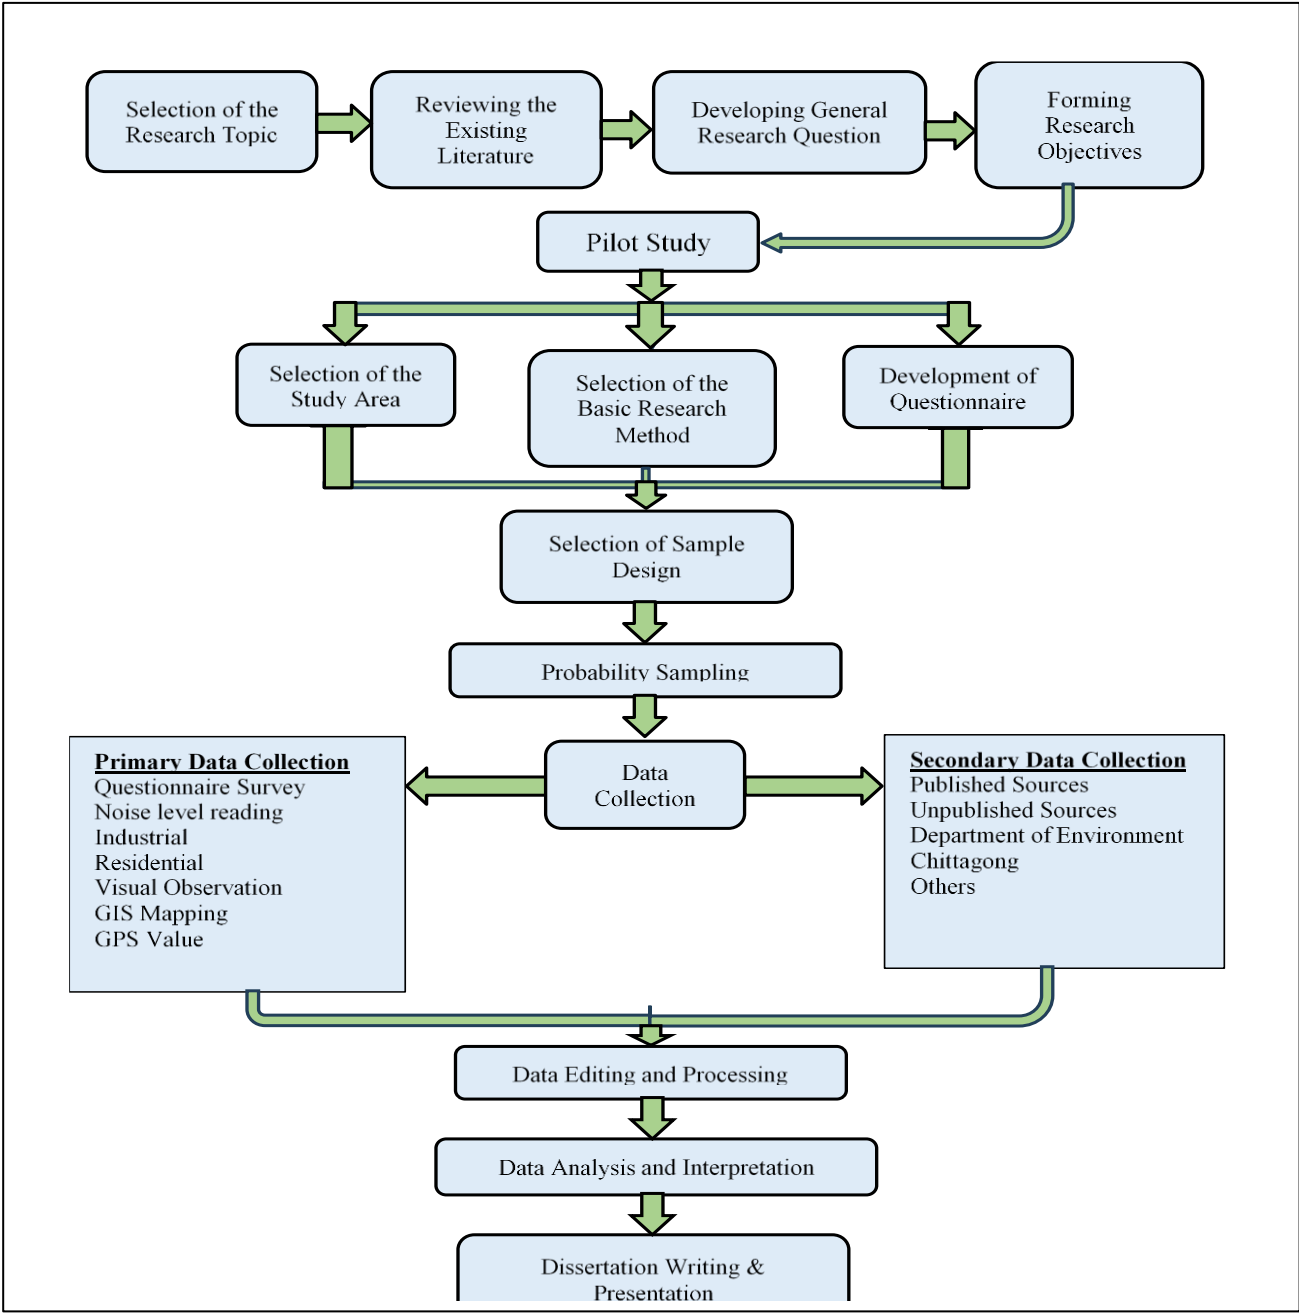 Selection of the
Research Topic
Reviewing the
Existing
Literature
Developing General
Research Question
Forming
Research
Objectives
Pilot Study
Selection of the
Study Area
Selection of the
Basic Research
Method
Development of
Questionnaire
Selection of Sample
Design
Probability Sampling
Data
Collection
Primary Data Collection
Questionnaire Survey
Noise level reading
Industrial
Residential
Visual Observation
GIS Mapping
GPS Value
Secondary Data Collection
Published Sources
Unpublished Sources
Department of Environment
Chittagong
Others
Data Editing and Processing
Data Analysis and Interpretation
Dissertation Writing &
Presentation